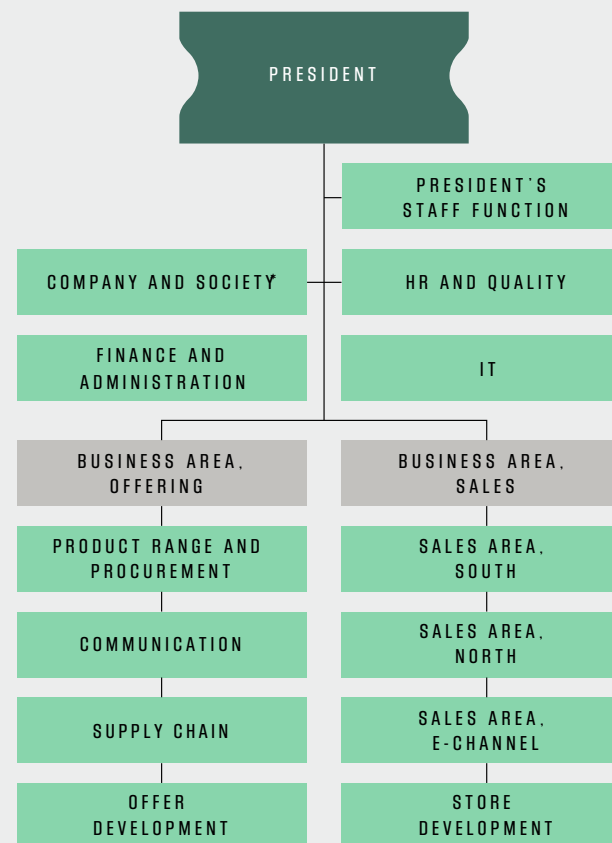 PRESIDENT
PRESIDENT'S
STAFF FUNCTION
COMPANY AND SOCIETY*
HR AND QUALITY
FINANCE AND
ADMINISTRATION
IT
BUSINESS AREA,
OFFERING
BUSINESS AREA,
SALES
PRODUCT RANGE AND
PROCUREMENT
SALES AREA,
SOUTH
COMMUNICATION
SALES AREA,
NORTH
SUPPLY CHAIN
SALES AREA,
E-CHANNEL
OFFER
DEVELOPMENT
STORE
DEVELOPMENT